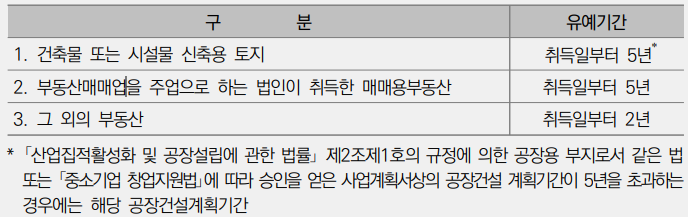 구 분 유예기간
1. 건축물 또는 시설물 신축용 토지 취득일부터 5년*
2. 부동산매매업을 주업으로 하는 법인이 취득한 매매용부동산 취득일부터 5년
3. 그 외의 부동산 취득일부터 2년
* 「산업집적활성화 및 공장설립에 관한 법률」 제2조제1호의 규정에 의한 공장용 부지로서 같은 법
또는 「중소기업 창업지원법」에 따라 승인을 얻은 사업계획서상의 공장건설 계획기간이 5년을 초과하는
경우에는 해당 공장건설계획기간